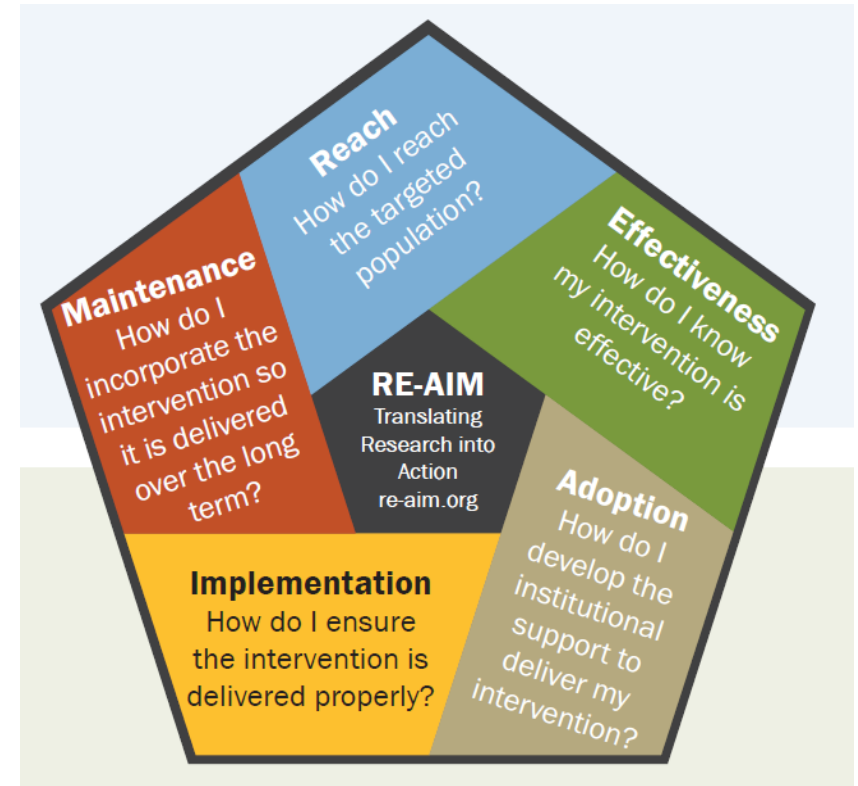 Reach
How do I reach
the targeted
population?
Effectiveness
How do I know
my intervention is
effective?
Adoption
How do I
develop the
institutional
support to
deliver my
intervention?
Implementation
How do I ensure
the intervention is
delivered properly?
Maintenance
How do I
incorporate the
intervention so
it is delivered
over the long
term?
RE-AIM
Translating
Research into
Action
re-aim.org